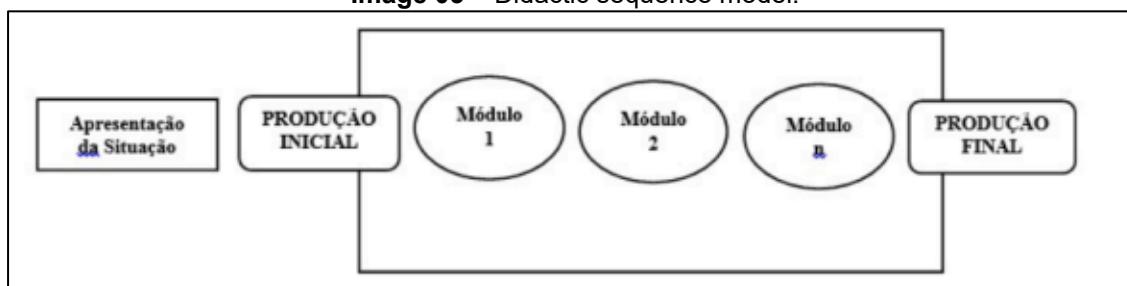 Image 03 – Didactic sequence model.
Apresentação
da Situação
PRODUÇÃO
INICIAL
Módulo
1
Módulo
2
Módulo
n
PRODUÇÃO
FINAL